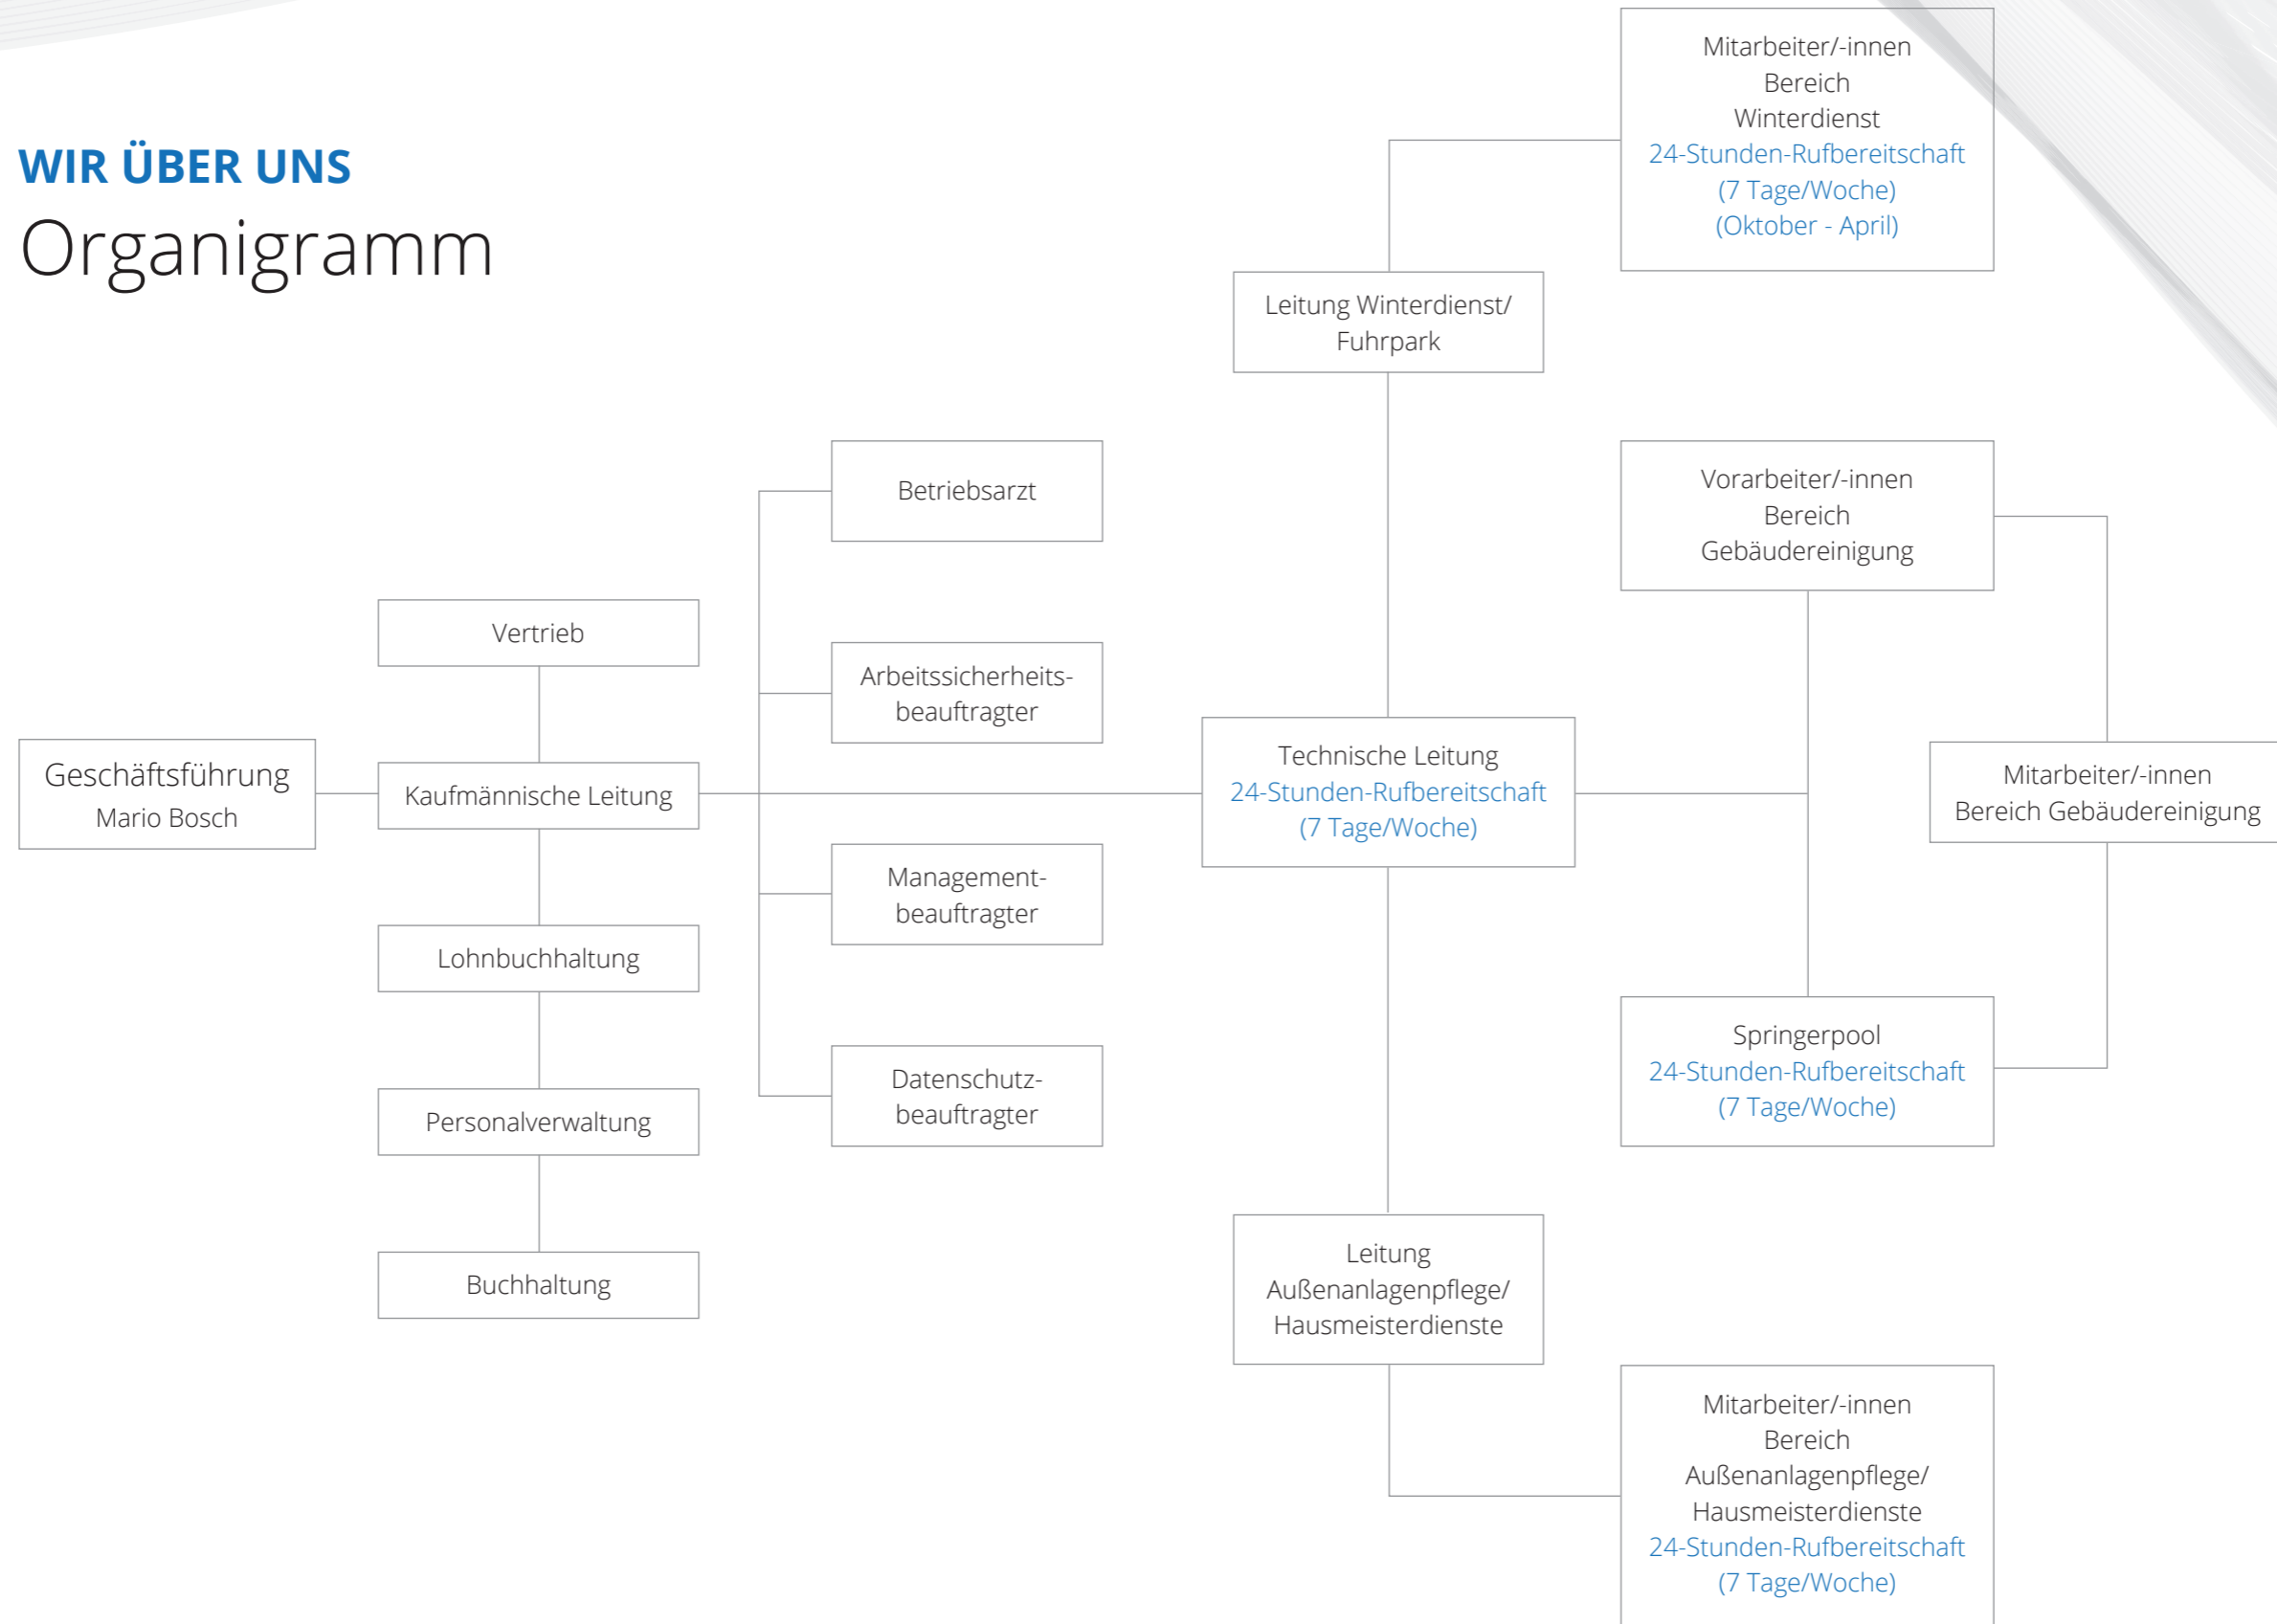 WIR ÜBER UNS
Organigramm
Mitarbeiter/-innen
Bereich
Winterdienst
24-Stunden-Rufbereitschaft
(7 Tage/Woche)
(Oktober - April)
Leitung Winterdienst/
Fuhrpark
Betriebsarzt
Vorarbeiter/-innen
Bereich
Gebäudereinigung
Vertrieb
Arbeitssicherheits-
beauftragter
Geschäftsführung
Mario Bosch
Kaufmännische Leitung
Technische Leitung
24-Stunden-Rufbereitschaft
(7 Tage/Woche)
Mitarbeiter/-innen
Bereich Gebäudereinigung
Management-
beauftragter
Lohnbuchhaltung
Datenschutz-
beauftragter
Springerpool
24-Stunden-Rufbereitschaft
(7 Tage/Woche)
Personalverwaltung
Buchhaltung
Leitung
Außenanlagenpflege/
Hausmeisterdienste
Mitarbeiter/-innen
Bereich
Außenanlagenpflege/
Hausmeisterdienste
24-Stunden-Rufbereitschaft
(7 Tage/Woche)